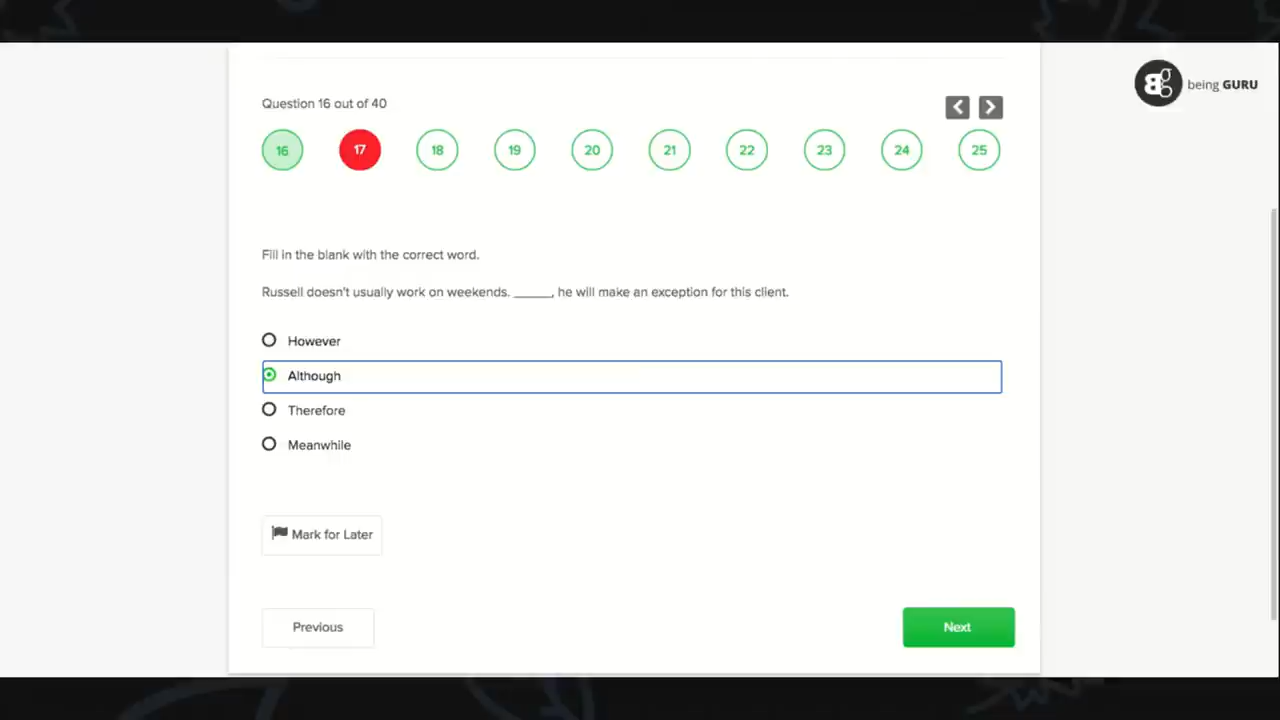 being GURU
Question 16 out of 40
16 17 18 19 20 21 22 23 24 25
Fill in the blank with the correct word.
Russell doesn't usually work on weekends. ______, he will make an exception for this client.
However
Although
Therefore
Meanwhile
Mark for Later
Previous Next